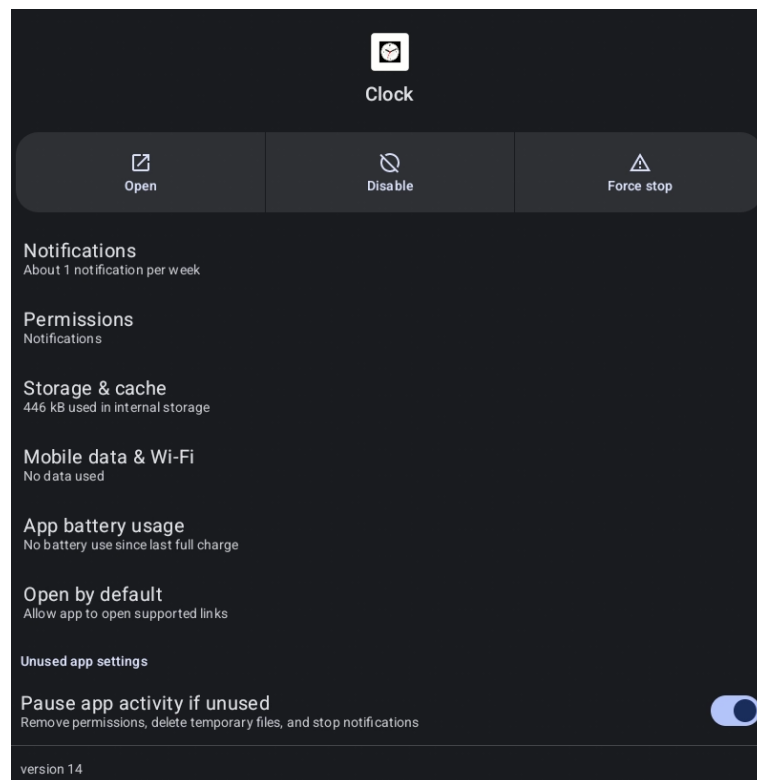 Clock
Open
Disable
Force stop
Notifications
About 1 notification per week
Permissions
Notifications
Storage & cache
446 kB used in internal storage
Mobile data & Wi-Fi
No data used
App battery usage
No battery use since last full charge
Open by default
Allow app to open supported links
Unused app settings
Pause app activity if unused
Remove permissions, delete temporary files, and stop notifications
version 14